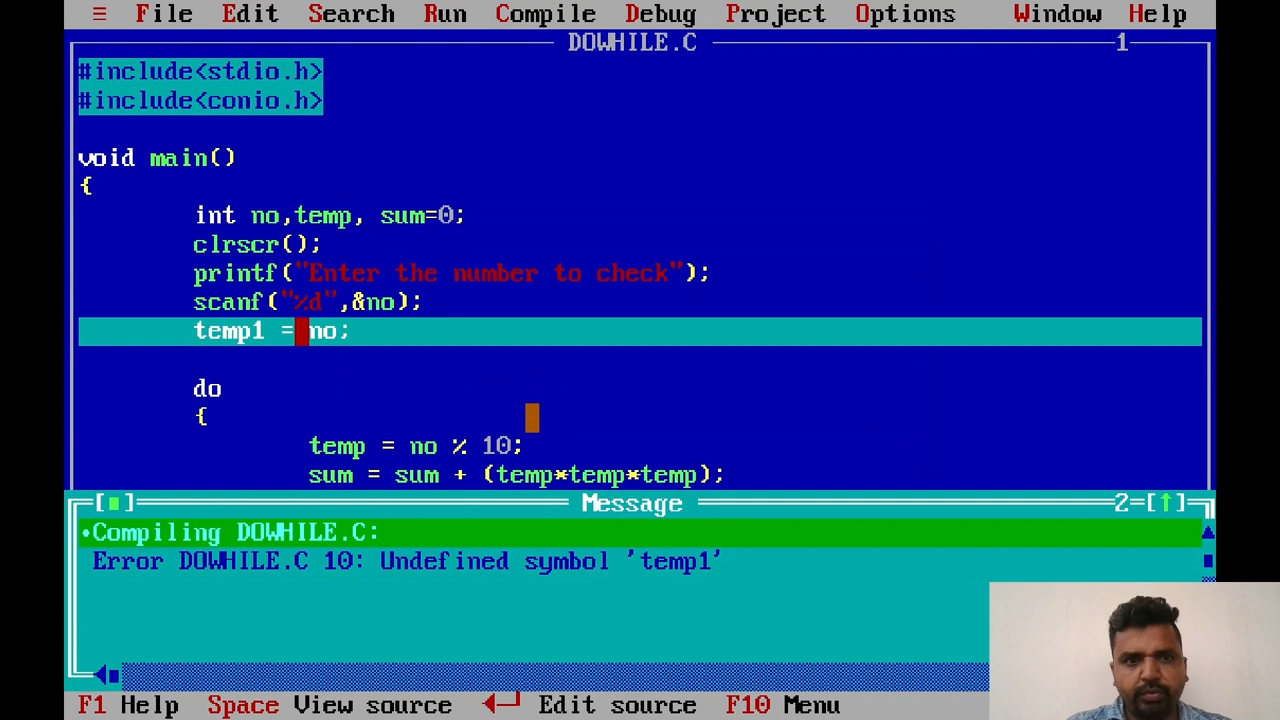 ≡ File Edit Search Run Compile Debug Project Options Window Help
DOWHILE.C 1
#include<stdio.h>
#include<conio.h>
void main()
{
int no,temp, sum=0;
clrscr();
printf("Enter the number to check");
scanf("%d",&no);
temp1 = no;
do
{
temp = no % 10;
sum = sum + (temp*temp*temp);
Message 2=[↑]
•Compiling DOWHILE.C:
Error DOWHILE.C 10: Undefined symbol 'temp1'
F1 Help Space View source ←┘ Edit source F10 Menu